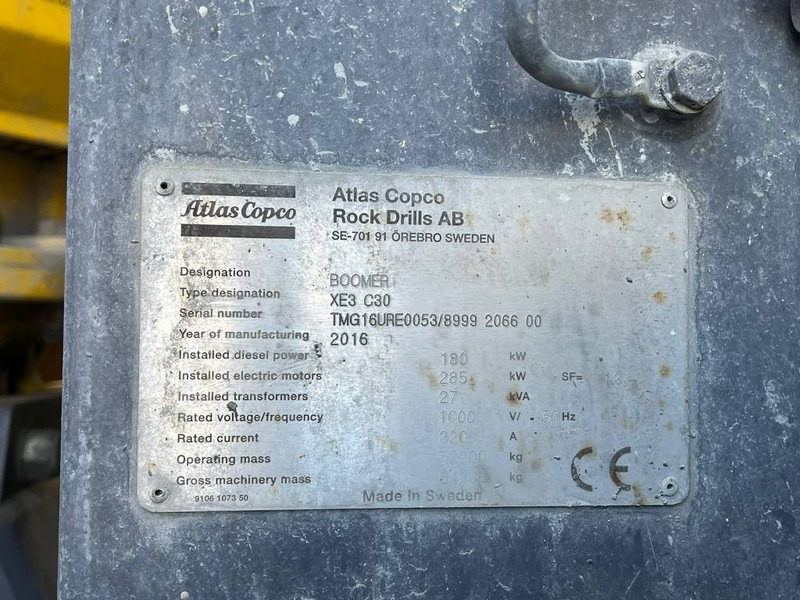 Atlas Copco
Atlas Copco
Rock Drills AB
SE-701 91 ÖREBRO SWEDEN
Designation BOOMER
Type designation XE3 C30
Serial number TMG16URE0053/8999 2066 00
Year of manufacturing 2016
Installed diesel power kW
Installed electric motors 285 kW SF=
Installed transformers 27 kVA
Rated voltage/frequency 1000 V/ Hz
Rated current A
Operating mass kg
Gross machinery mass kg
9106 1073 50
Made in Sweden
CE